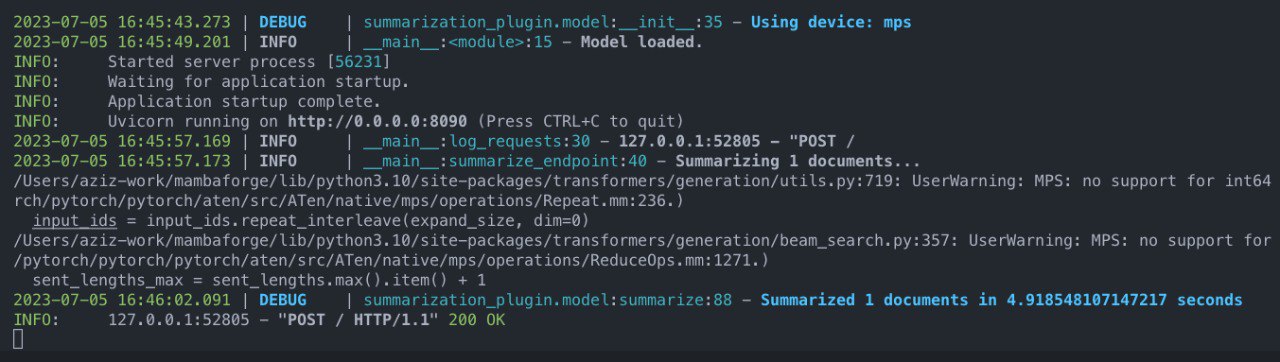 2023-07-05 16:45:43.273 | DEBUG    | summarization_plugin.model:__init__:35 - Using device: mps
2023-07-05 16:45:49.201 | INFO     | __main__:<module>:15 - Model loaded.
INFO:     Started server process [56231]
INFO:     Waiting for application startup.
INFO:     Application startup complete.
INFO:     Uvicorn running on http://0.0.0.0:8090 (Press CTRL+C to quit)
2023-07-05 16:45:57.169 | INFO     | __main__:log_requests:30 - 127.0.0.1:52805 - "POST /
2023-07-05 16:45:57.173 | INFO     | __main__:summarize_endpoint:40 - Summarizing 1 documents...
/Users/aziz-work/mambaforge/lib/python3.10/site-packages/transformers/generation/utils.py:719: UserWarning: MPS: no support for int64
rch/pytorch/pytorch/aten/src/ATen/native/mps/operations/Repeat.mm:236.)
  input_ids = input_ids.repeat_interleave(expand_size, dim=0)
/Users/aziz-work/mambaforge/lib/python3.10/site-packages/transformers/generation/beam_search.py:357: UserWarning: MPS: no support for
/pytorch/pytorch/pytorch/aten/src/ATen/native/mps/operations/ReduceOps.mm:1271.)
  sent_lengths_max = sent_lengths.max().item() + 1
2023-07-05 16:46:02.091 | DEBUG    | summarization_plugin.model:summarize:88 - Summarized 1 documents in 4.918548107147217 seconds
INFO:     127.0.0.1:52805 - "POST / HTTP/1.1" 200 OK